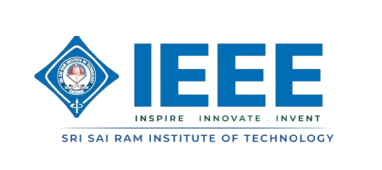 IEEE
INSPIRE INNOVATE . INVENT
SRI SAI RAM INSTITUTE OF TECHNOLOGY